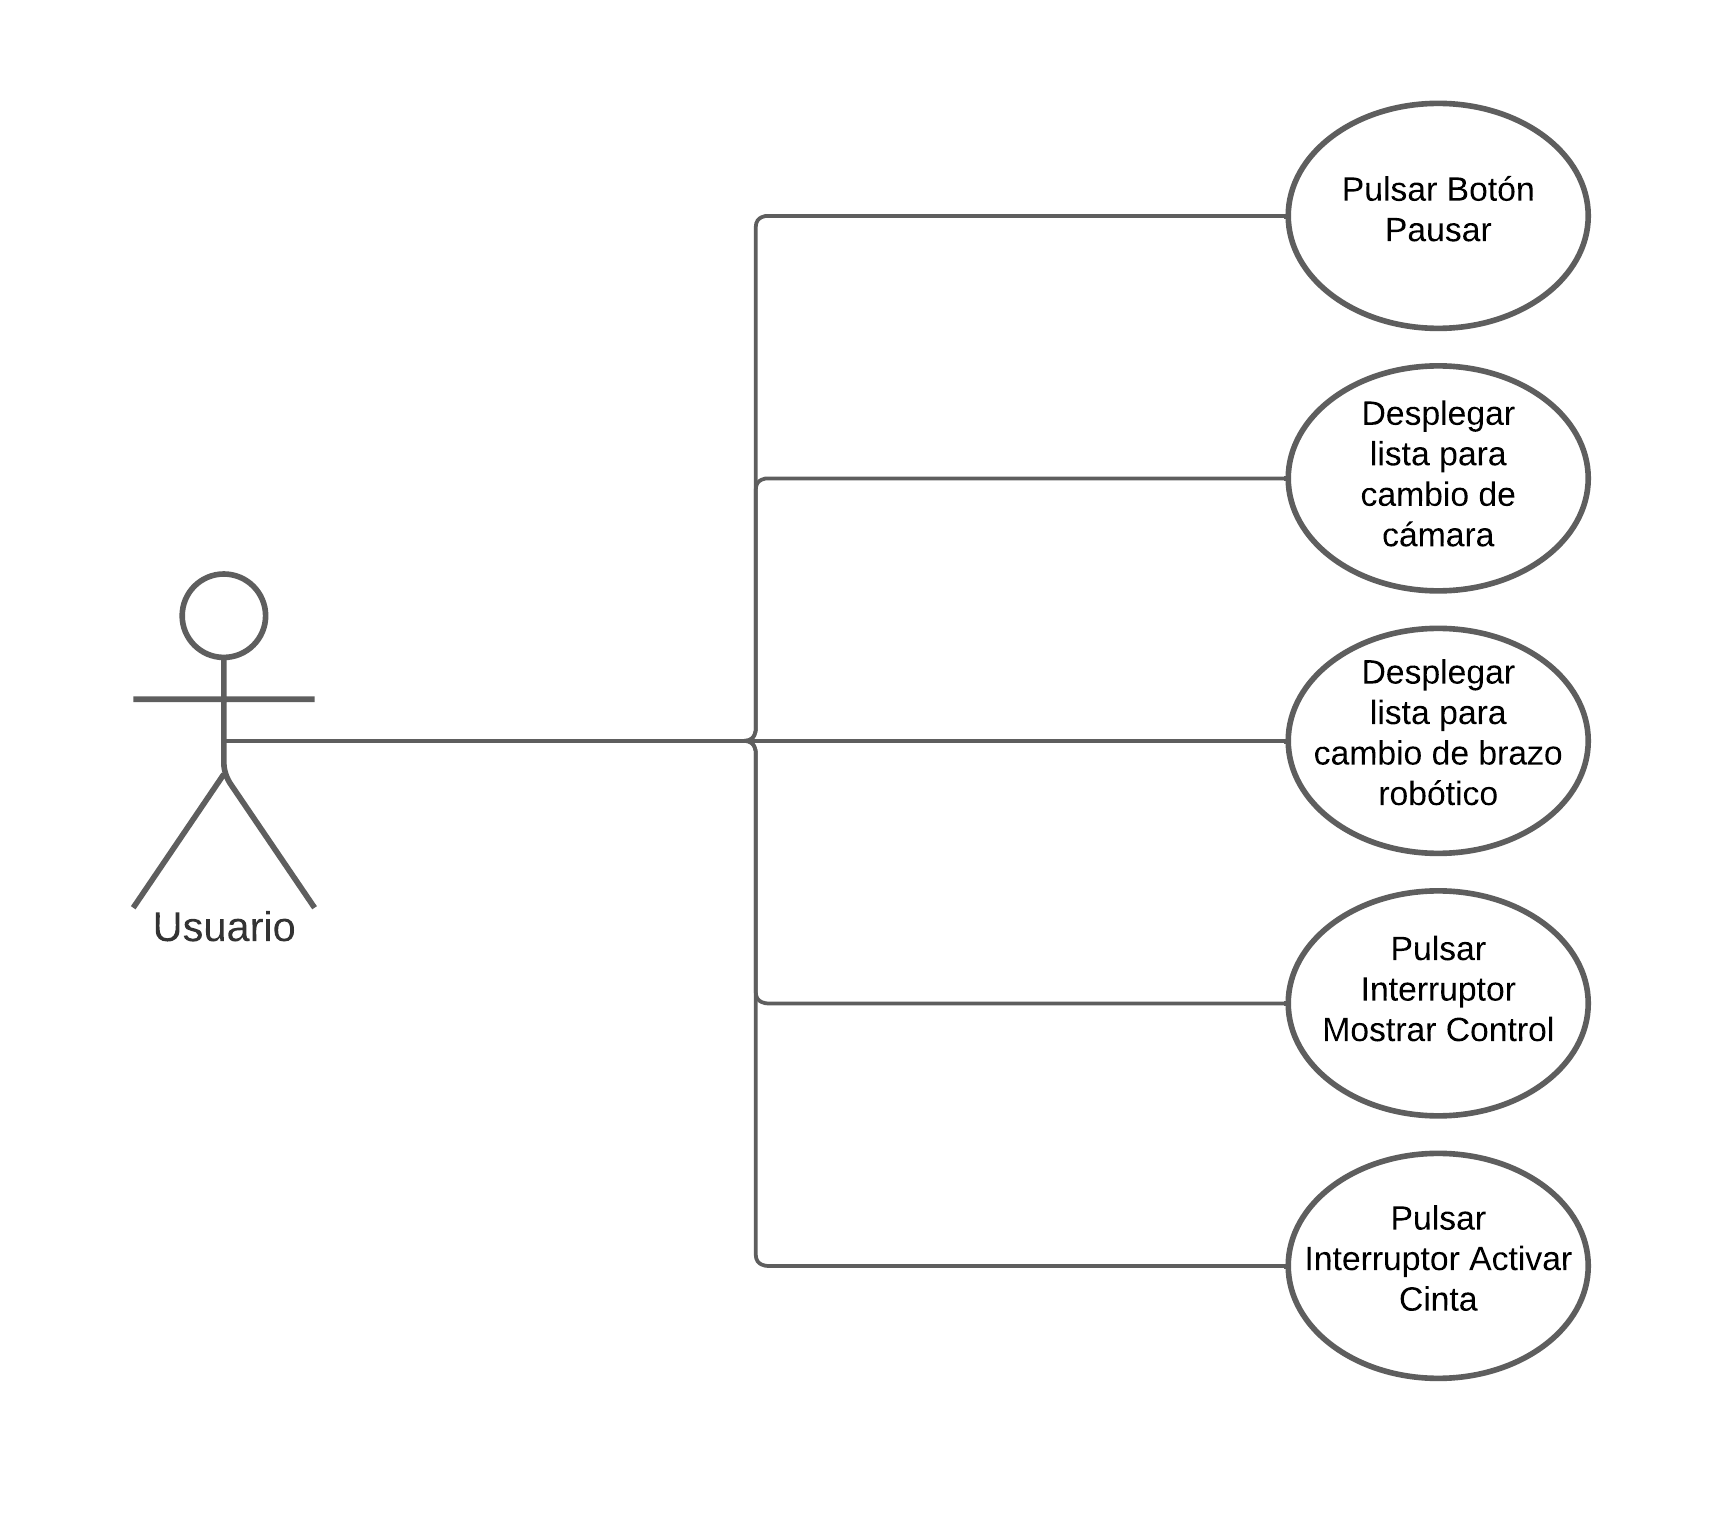 Pulsar Botón
Pausar
Desplegar
lista para
cambio de
cámara
Desplegar
lista para
cambio de brazo
robótico
Usuario
Pulsar
Interruptor
Mostrar Control
Pulsar
Interruptor Activar
Cinta